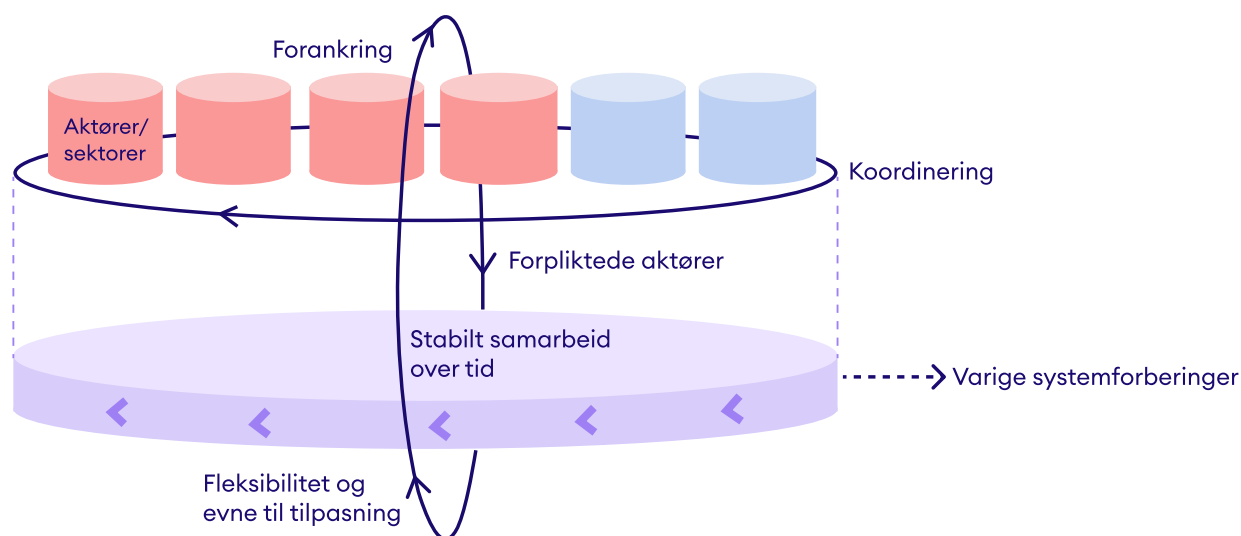 Forankring
Aktører/
sektorer
Koordinering
Forpliktede aktører
Stabilt samarbeid
over tid
Varige systemforberinger
Fleksibilitet og
evne til tilpasning